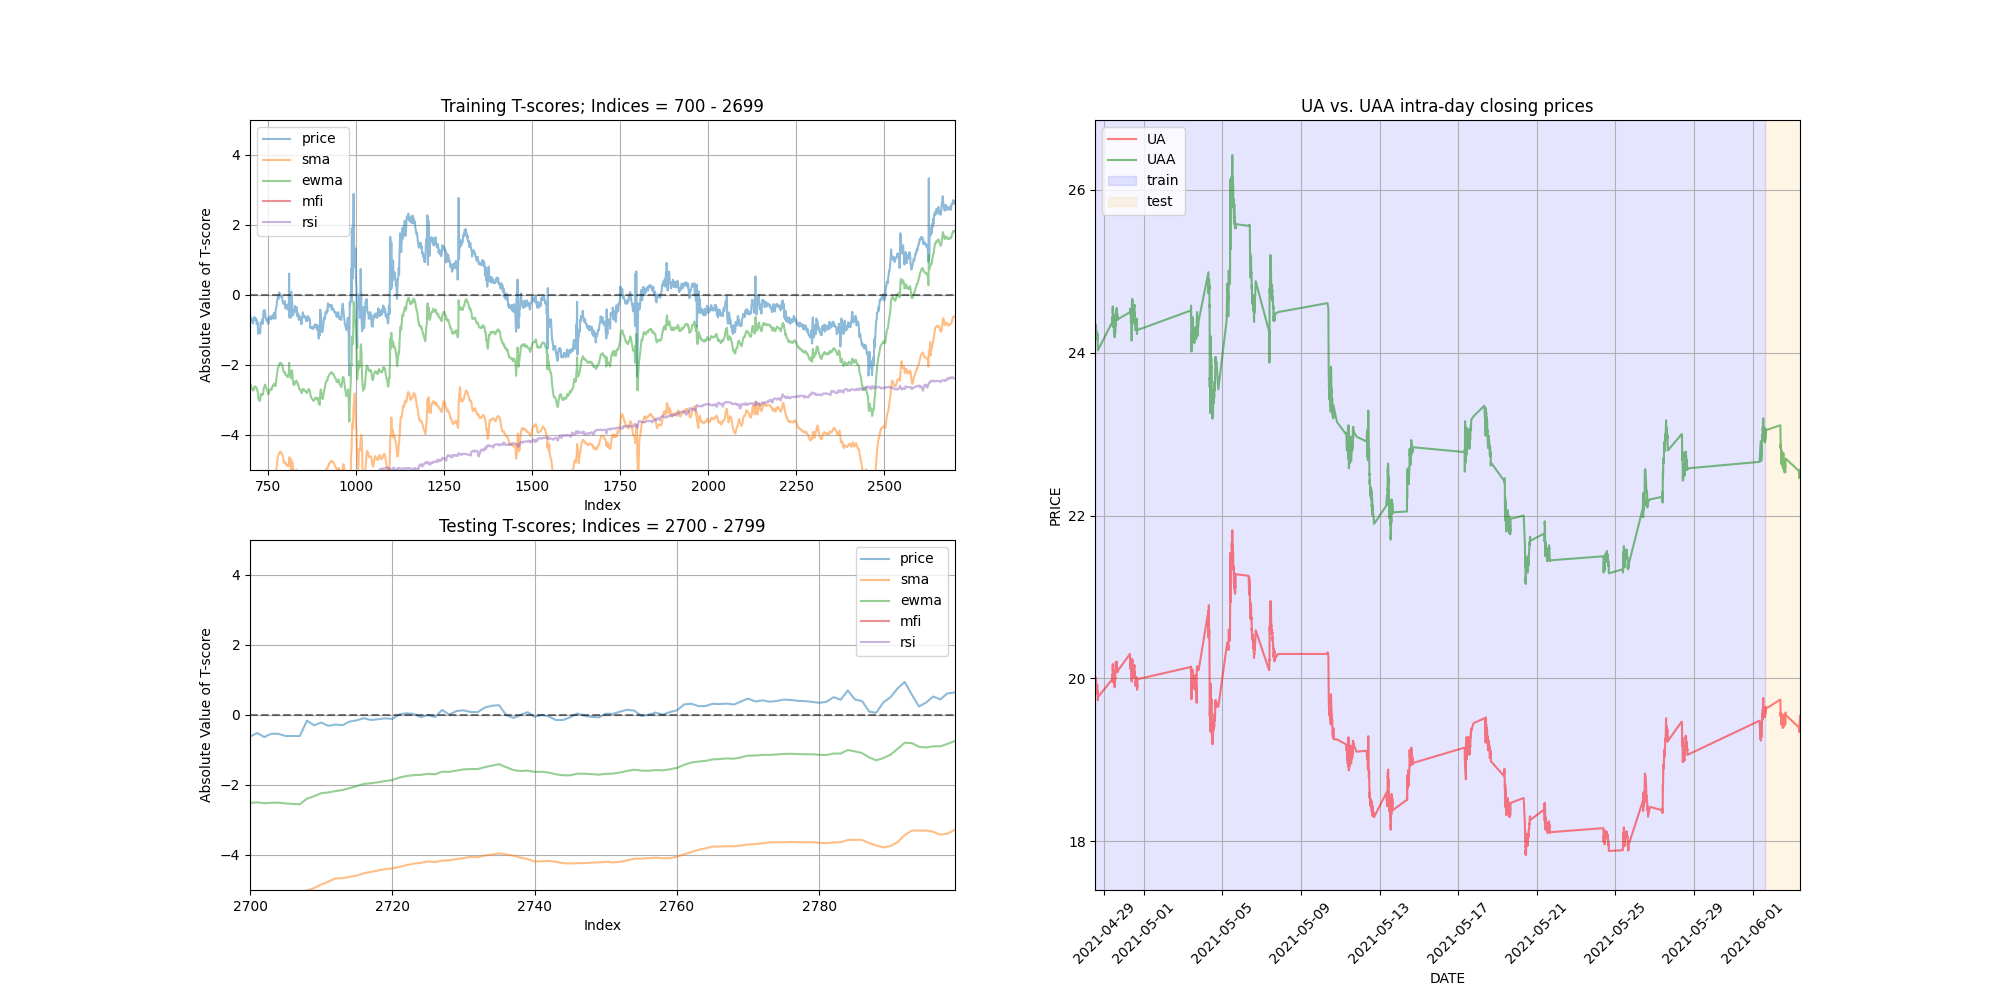 Training T-scores; Indices = 700 - 2699
Absolute Value of T-score
4
2
0
−2
−4
price
sma
ewma
mfi
rsi
750
1000
1250
1500
1750
2000
2250
2500
Index
Testing T-scores; Indices = 2700 - 2799
Absolute Value of T-score
4
2
0
−2
−4
price
sma
ewma
mfi
rsi
2700
2720
2740
2760
2780
Index
UA vs. UAA intra-day closing prices
PRICE
26
24
22
20
18
UA
UAA
train
test
2021-04-29
2021-05-01
2021-05-05
2021-05-09
2021-05-13
2021-05-17
2021-05-21
2021-05-25
2021-05-29
2021-06-01
DATE